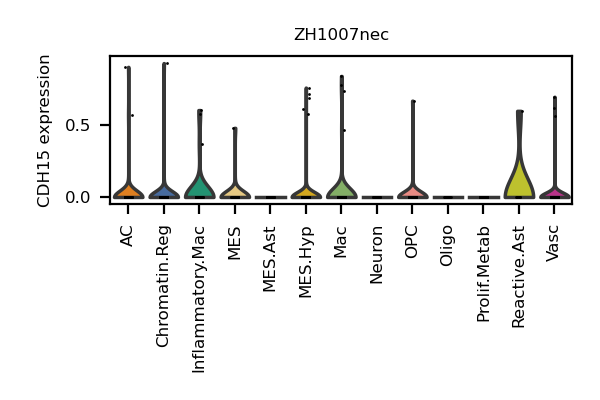 ZH1007nec
CDH15 expression
0.5
0.0
AC
Chromatin.Reg
Inflammatory.Mac
MES
MES.Ast
MES.Hyp
Mac
Neuron
OPC
Oligo
Prolif.Metab
Reactive.Ast
Vasc